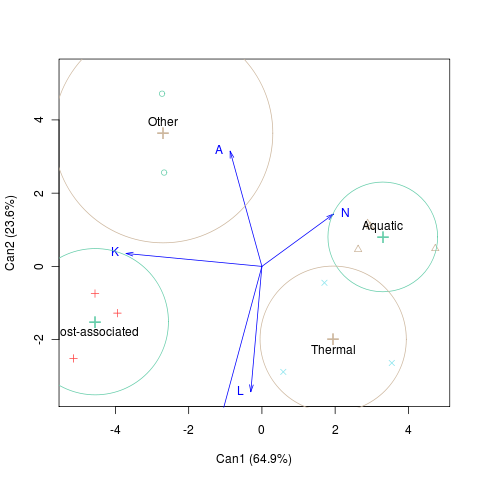 Other
A
N
Aquatic
K
ost-associated
Thermal
L
4
2
0
-2
-4
-2
0
2
4
Can2 (23.6%)
Can1 (64.9%)